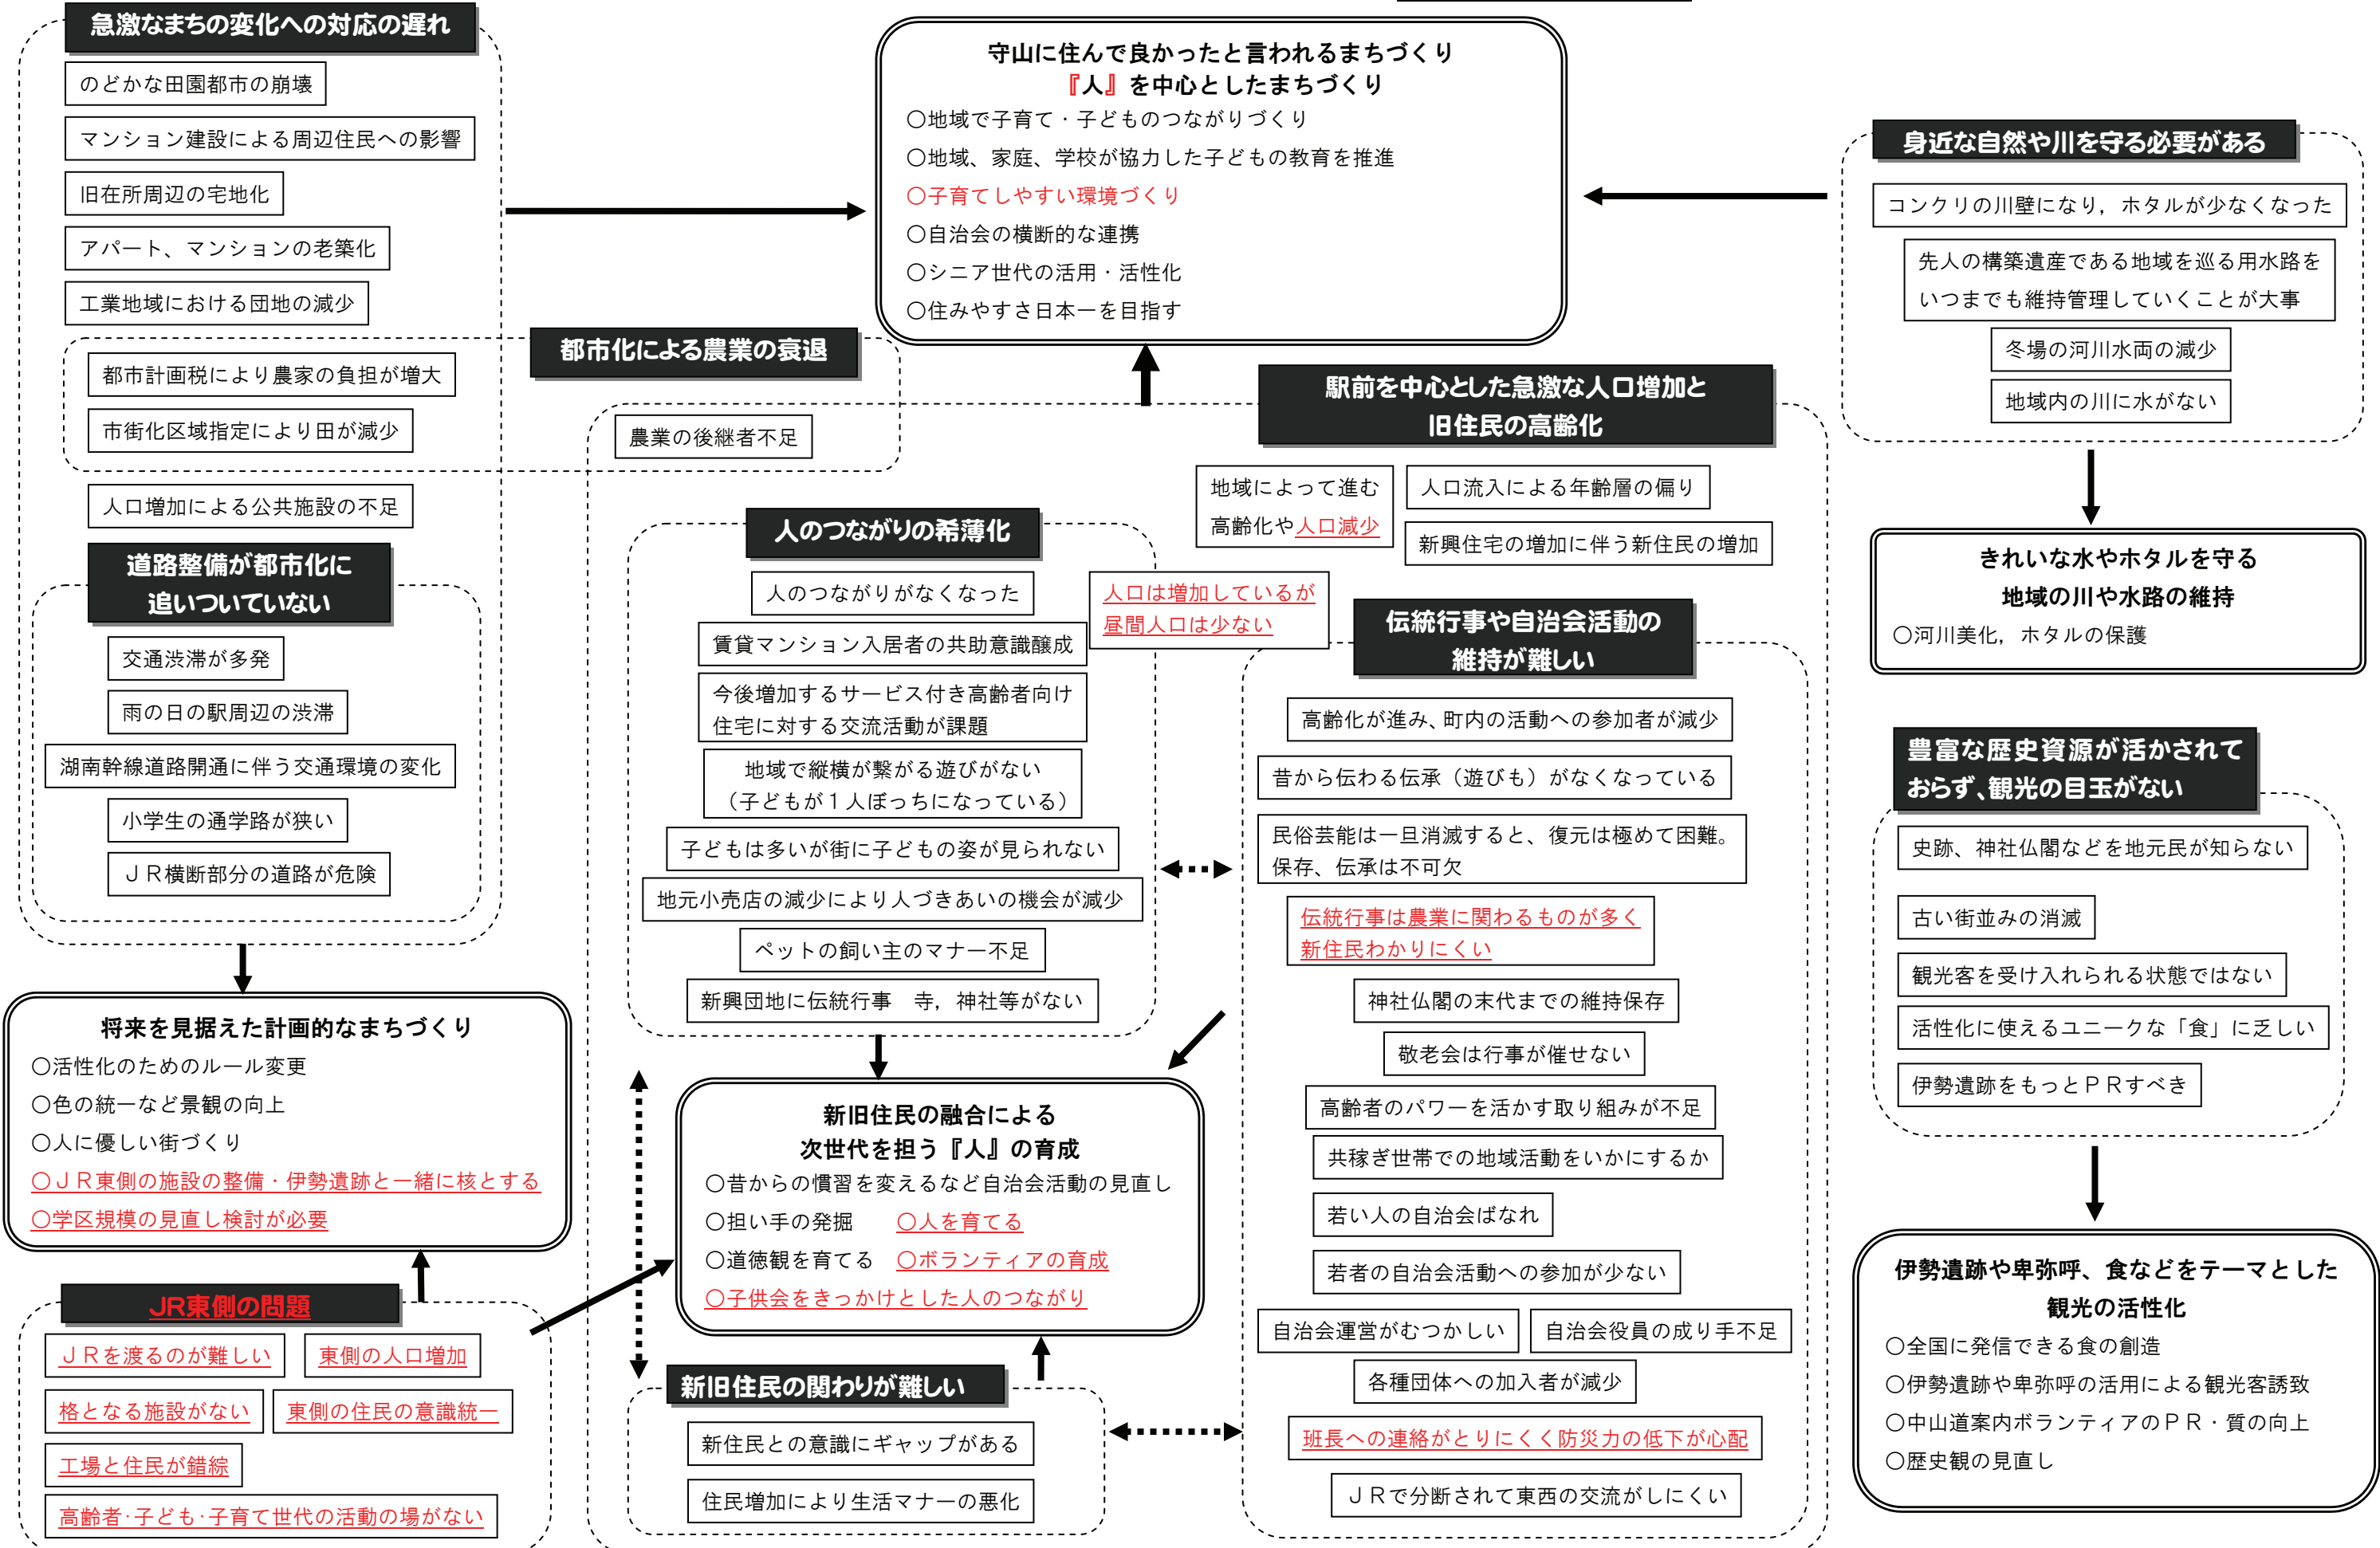 急激なまちの変化への対応の遅れ
のどかな田園都市の崩壊
マンション建設による周辺住民への影響
旧在所周辺の宅地化
アパート、マンションの老築化
工業地域における団地の減少
都市化による農業の衰退
都市計画税により農家の負担が増大
市街化区域指定により田が減少
農業の後継者不足
人口増加による公共施設の不足
道路整備が都市化に
追いついていない
交通渋滞が多発
雨の日の駅周辺の渋滞
湖南幹線道路開通に伴う交通環境の変化
小学生の通学路が狭い
ＪＲ横断部分の道路が危険
将来を見据えた計画的なまちづくり
○活性化のためのルール変更
○色の統一など景観の向上
○人に優しい街づくり
○ＪＲ東側の施設の整備・伊勢遺跡と一緒に核とする
○学区規模の見直し検討が必要
JR東側の問題
ＪＲを渡るのが難しい
東側の人口増加
格となる施設がない
東側の住民の意識統一
工場と住民が錯綜
高齢者･子ども･子育て世代の活動の場がない
守山に住んで良かったと言われるまちづくり
『人』を中心としたまちづくり
○地域で子育て・子どものつながりづくり
○地域、家庭、学校が協力した子どもの教育を推進
○子育てしやすい環境づくり
○自治会の横断的な連携
○シニア世代の活用・活性化
○住みやすさ日本一を目指す
駅前を中心とした急激な人口増加と
旧住民の高齢化
地域によって進む
高齢化や人口減少
人口流入による年齢層の偏り
新興住宅の増加に伴う新住民の増加
人口は増加しているが
昼間人口は少ない
人のつながりの希薄化
人のつながりがなくなった
賃貸マンション入居者の共助意識醸成
今後増加するサービス付き高齢者向け
住宅に対する交流活動が課題
地域で縦横が繋がる遊びがない
（子どもが１人ぼっちになっている）
子どもは多いが街に子どもの姿が見られない
地元小売店の減少により人づきあいの機会が減少
ペットの飼い主のマナー不足
新興団地に伝統行事　寺，神社等がない
新旧住民の融合による
次世代を担う『人』の育成
○昔からの慣習を変えるなど自治会活動の見直し
○担い手の発掘　○人を育てる
○道徳観を育てる　○ボランティアの育成
○子供会をきっかけとした人のつながり
新旧住民の関わりが難しい
新住民との意識にギャップがある
住民増加により生活マナーの悪化
伝統行事や自治会活動の
維持が難しい
高齢化が進み､町内の活動への参加者が減少
昔から伝わる伝承（遊びも）がなくなっている
民俗芸能は一旦消滅すると、復元は極めて困難。
保存、伝承は不可欠
伝統行事は農業に関わるものが多く
新住民わかりにくい
神社仏閣の末代までの維持保存
敬老会は行事が催せない
高齢者のパワーを活かす取り組みが不足
共稼ぎ世帯での地域活動をいかにするか
若い人の自治会ばなれ
若者の自治会活動への参加が少ない
自治会運営がむつかしい
自治会役員の成り手不足
各種団体への加入者が減少
班長への連絡がとりにくく防災力の低下が心配
ＪＲで分断されて東西の交流がしにくい
身近な自然や川を守る必要がある
コンクリの川壁になり，ホタルが少なくなった
先人の構築遺産である地域を巡る用水路を
いつまでも維持管理していくことが大事
冬場の河川水両の減少
地域内の川に水がない
きれいな水やホタルを守る
地域の川や水路の維持
○河川美化，ホタルの保護
豊富な歴史資源が活かされて
おらず､観光の目玉がない
史跡、神社仏閣などを地元民が知らない
古い街並みの消滅
観光客を受け入れられる状態ではない
活性化に使えるユニークな「食」に乏しい
伊勢遺跡をもっとＰＲすべき
伊勢遺跡や卑弥呼、食などをテーマとした
観光の活性化
○全国に発信できる食の創造
○伊勢遺跡や卑弥呼の活用による観光客誘致
○中山道案内ボランティアのＰＲ・質の向上
○歴史観の見直し